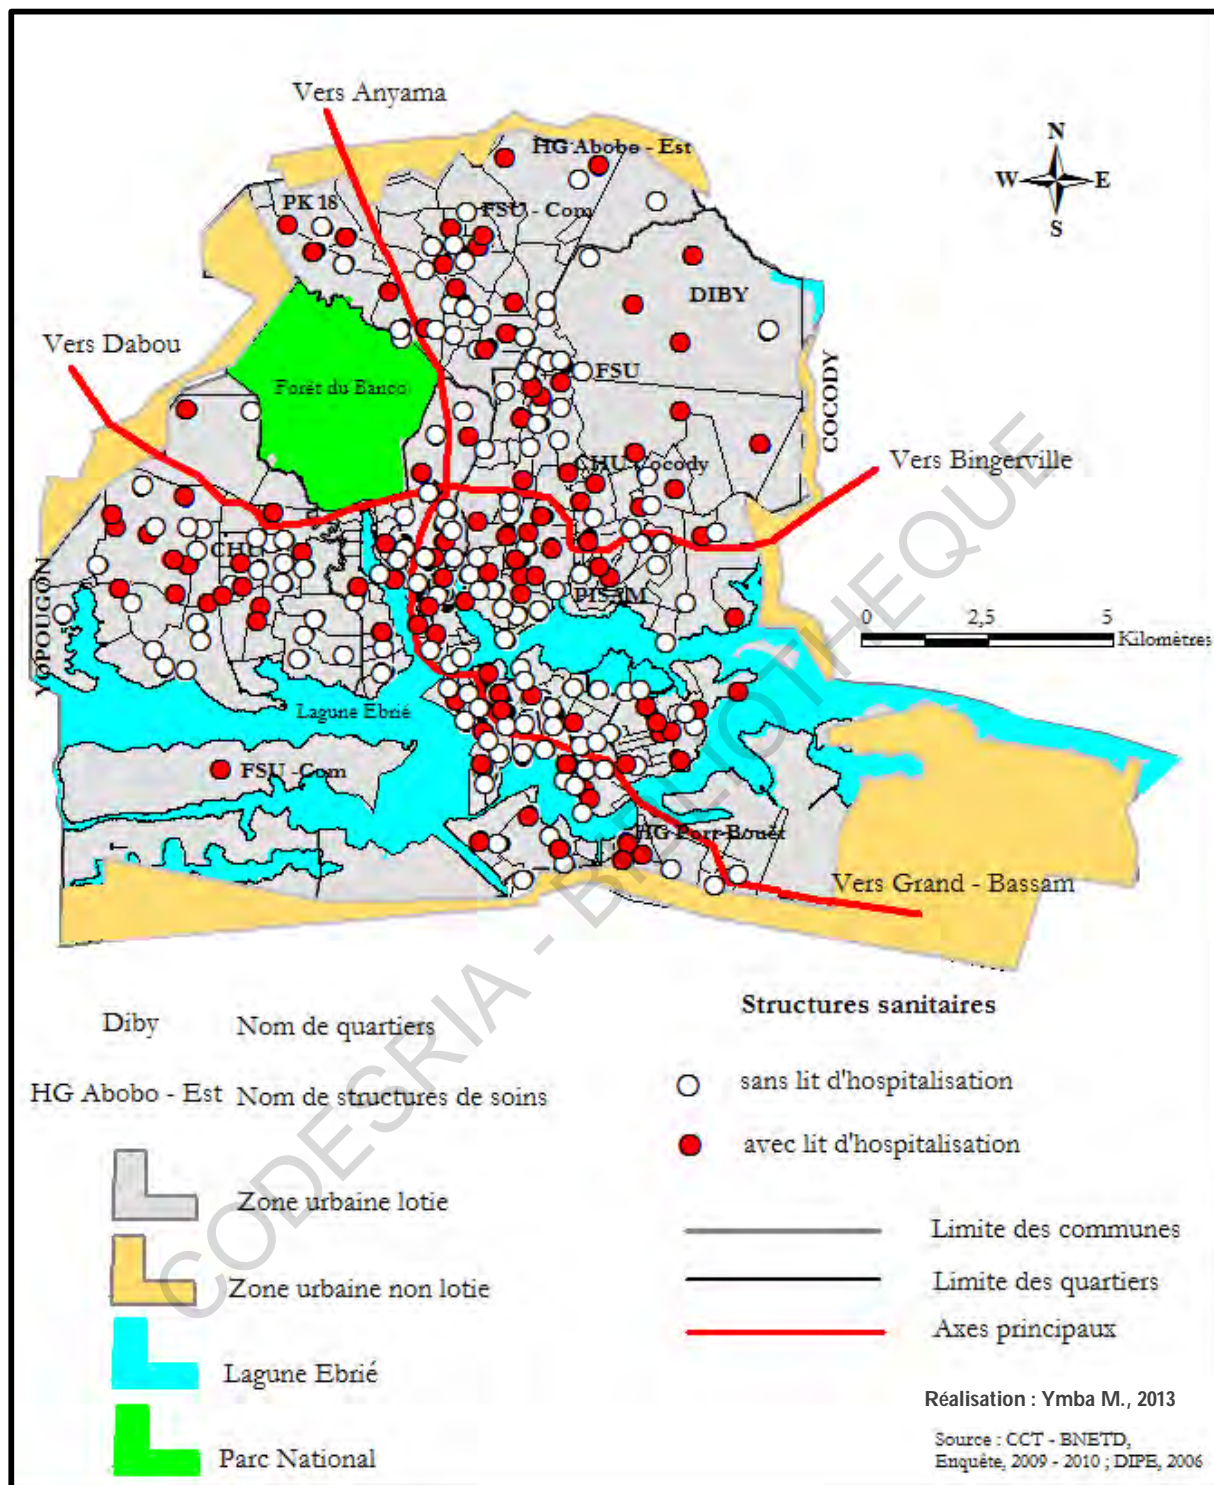 Vers Anyama
HG Abobo - Est
N
W E
S
PK 18
FSU - Com
DIBY
Vers Dabou
FSU
Forêt du Banco
COCODY
CHU Cocody
Vers Bingerville
CHU
PISAM
YOPOUGON
0 2,5 5
Kilomètres
Lagune Ebrié
FSU -Com
HG Port-Bouët
Vers Grand - Bassam
CODESRIA - BIBLIOTHEQUE
Diby Nom de quartiers
HG Abobo - Est Nom de structures de soins
Zone urbaine lotie
Zone urbaine non lotie
Lagune Ebrié
Parc National
Structures sanitaires
sans lit d'hospitalisation
avec lit d'hospitalisation
Limite des communes
Limite des quartiers
Axes principaux
Réalisation : Ymba M., 2013
Source : CCT - BNETD,
Enquête, 2009 - 2010 ; DIPE, 2006